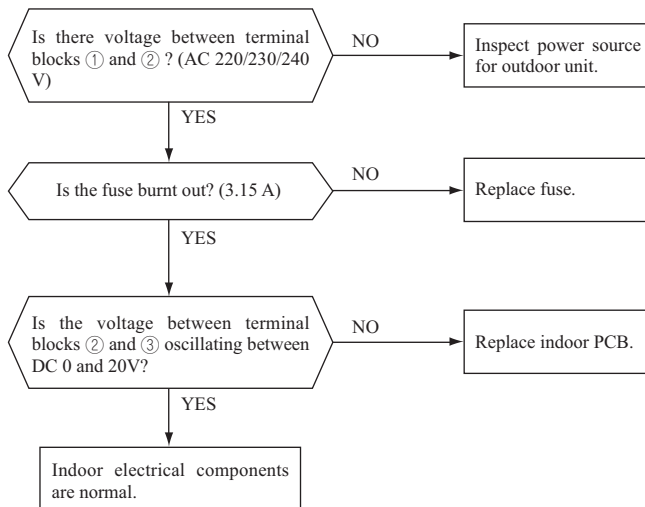 Is there voltage between terminal
blocks ① and ② ? (AC 220/230/240
V)
NO
Inspect power source
for outdoor unit.
YES
Is the fuse burnt out? (3.15 A)
NO
Replace fuse.
YES
Is the voltage between terminal
blocks ② and ③ oscillating between
DC 0 and 20V?
NO
Replace indoor PCB.
YES
Indoor electrical components
are normal.